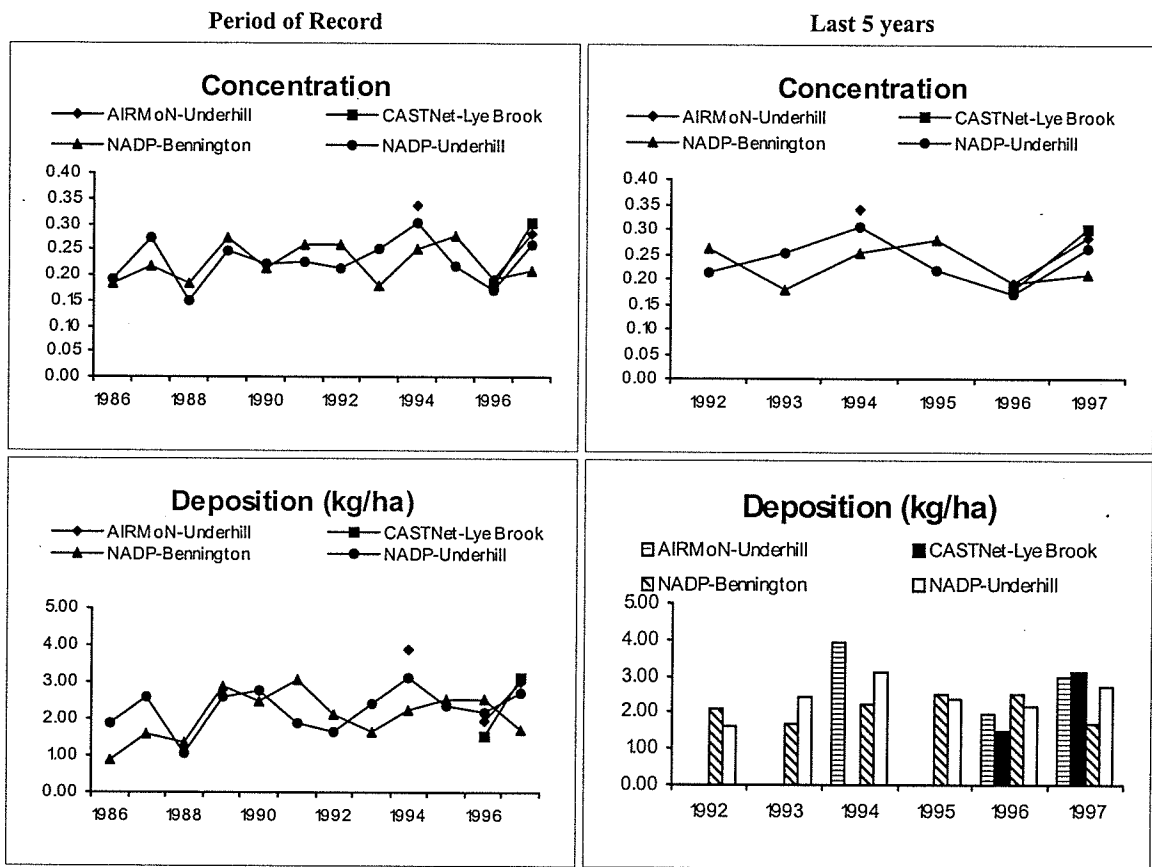 Period of Record
Last 5 years
Concentration
AIRMoN-Underhill
CASTNet-Lye Brook
NADP-Bennington
NADP-Underhill
0.40
0.35
0.30
0.25
0.20
0.15
0.10
0.05
0.00
1986 1988 1990 1992 1994 1996
Concentration
AIRMoN-Underhill
CASTNet-Lye Brook
NADP-Bennington
NADP-Underhill
0.40
0.35
0.30
0.25
0.20
0.15
0.10
0.05
0.00
1992 1993 1994 1995 1996 1997
Deposition (kg/ha)
AIRMoN-Underhill
CASTNet-Lye Brook
NADP-Bennington
NADP-Underhill
5.00
4.00
3.00
2.00
1.00
0.00
1986 1988 1990 1992 1994 1996
Deposition (kg/ha)
AIRMoN-Underhill
CASTNet-Lye Brook
NADP-Bennington
NADP-Underhill
5.00
4.00
3.00
2.00
1.00
0.00
1992 1993 1994 1995 1996 1997